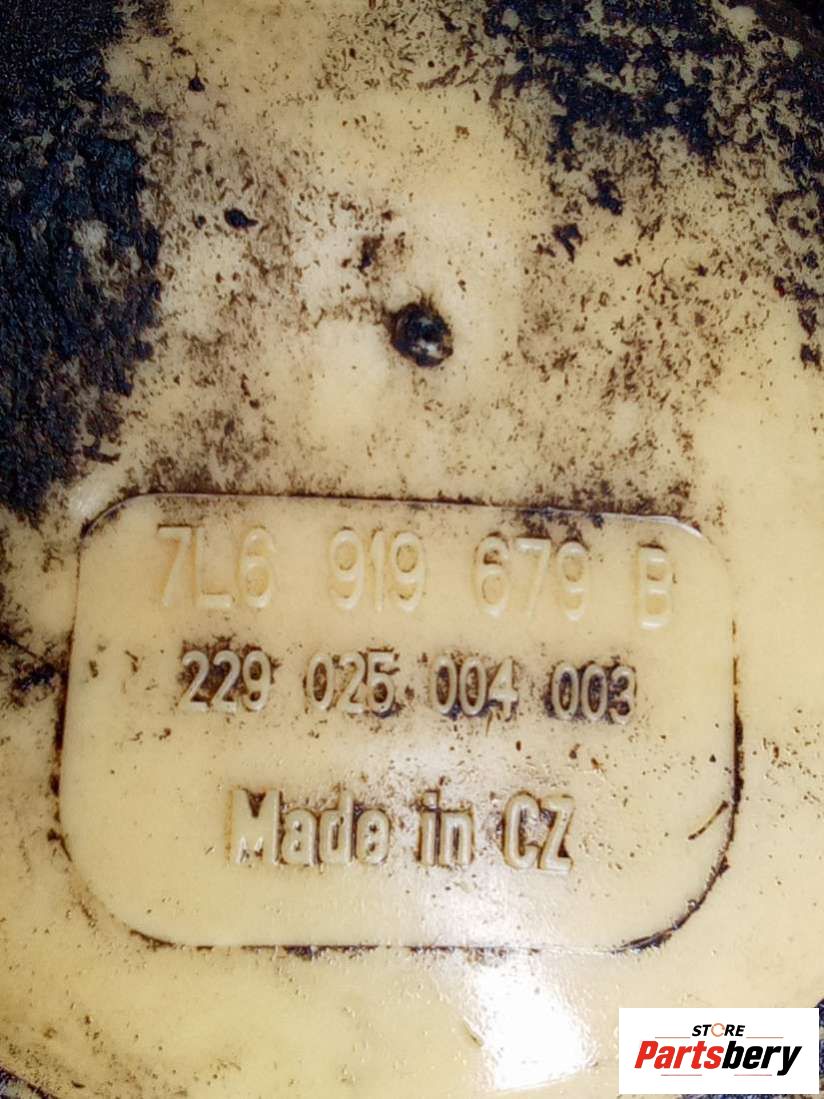 7L6 919 679 B
229 025 004 003
Made in CZ
STORE
Partsbery